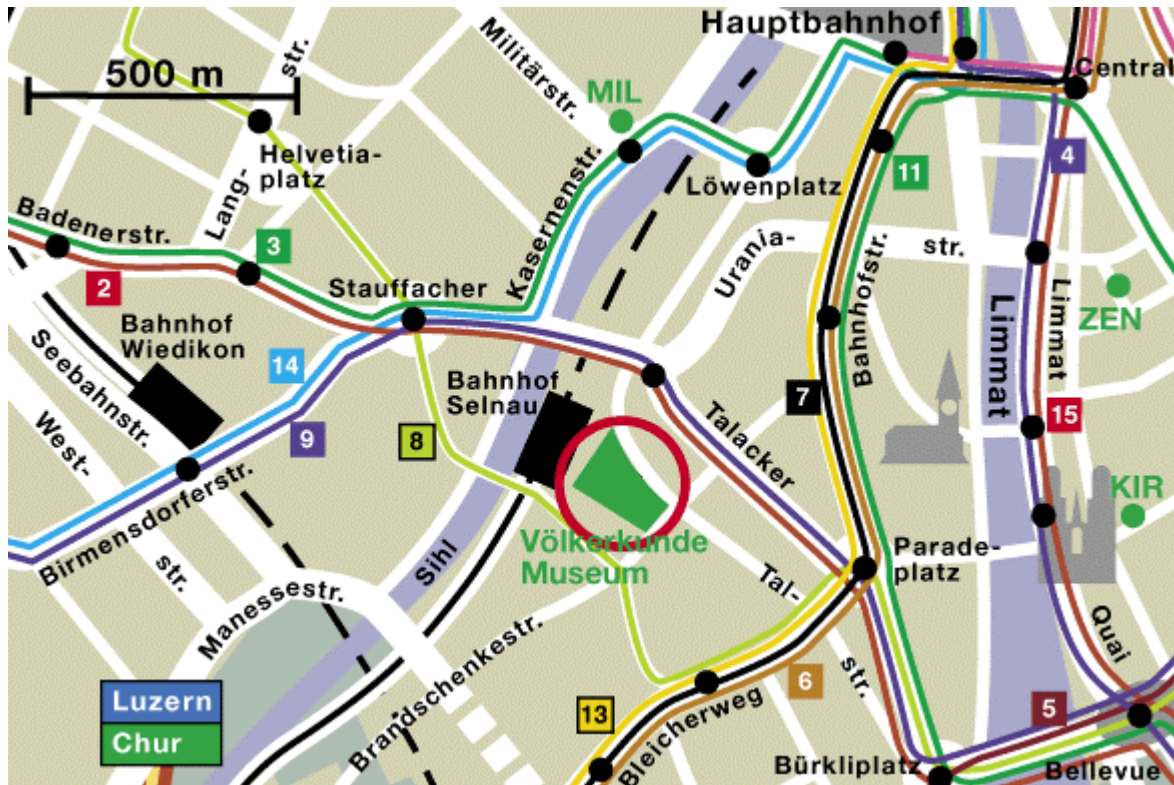 Hauptbahnhof
Militärstr.
str.
500 m
Central
MIL
4
Helvetia-
platz
Lang-
Löwenplatz
11
Kasernenstr.
Badenerstr.
3
2
Urania-
str.
Stauffacher
Bahnhofstr.
ZEN
Limmat
Limmat
Bahnhof
Wiedikon
14
Seebahnstr.
9
8
Bahnhof
Selnau
7
15
Talacker
West-
str.
Birmensdorferstr.
KIR
Völkerkunde
Museum
Sihl
Parade-
platz
Tal-
str.
Manessestr.
Quai
Brandschenkestr.
6
13
Bleicherweg
5
Luzern
Chur
Bürkliplatz
Bellevue